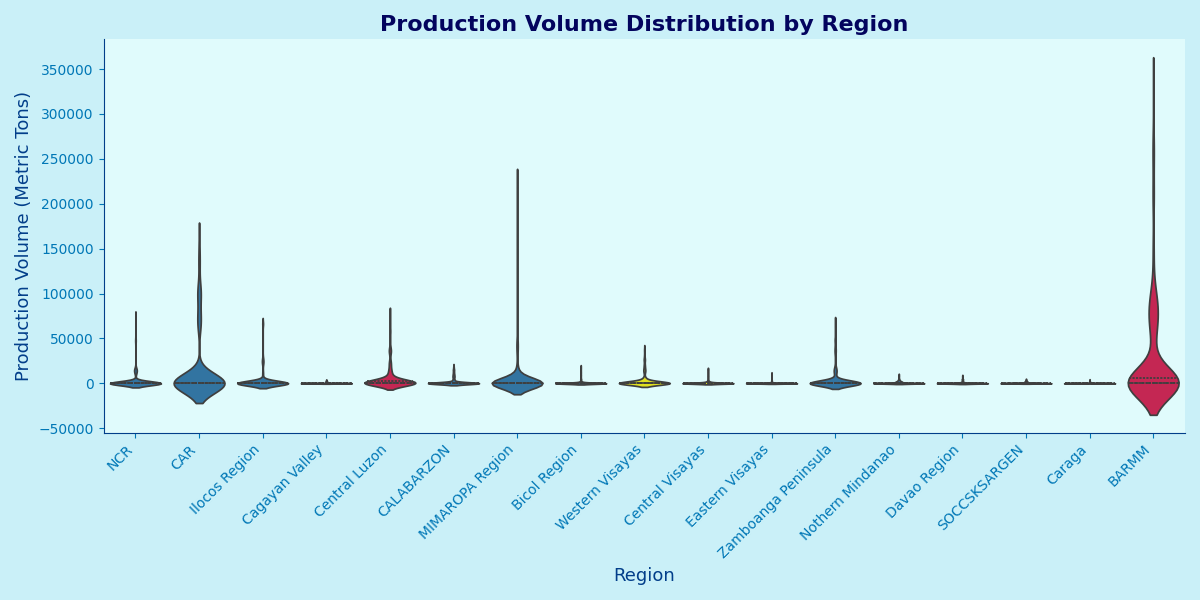 Production Volume Distribution by Region
Production Volume (Metric Tons)
350000
300000
250000
200000
150000
100000
50000
0
−50000
NCR
CAR
Ilocos Region
Cagayan Valley
Central Luzon
CALABARZON
MIMAROPA Region
Bicol Region
Western Visayas
Central Visayas
Eastern Visayas
Zamboanga Peninsula
Nothern Mindanao
Davao Region
SOCCSKSARGEN
Caraga
BARMM
Region